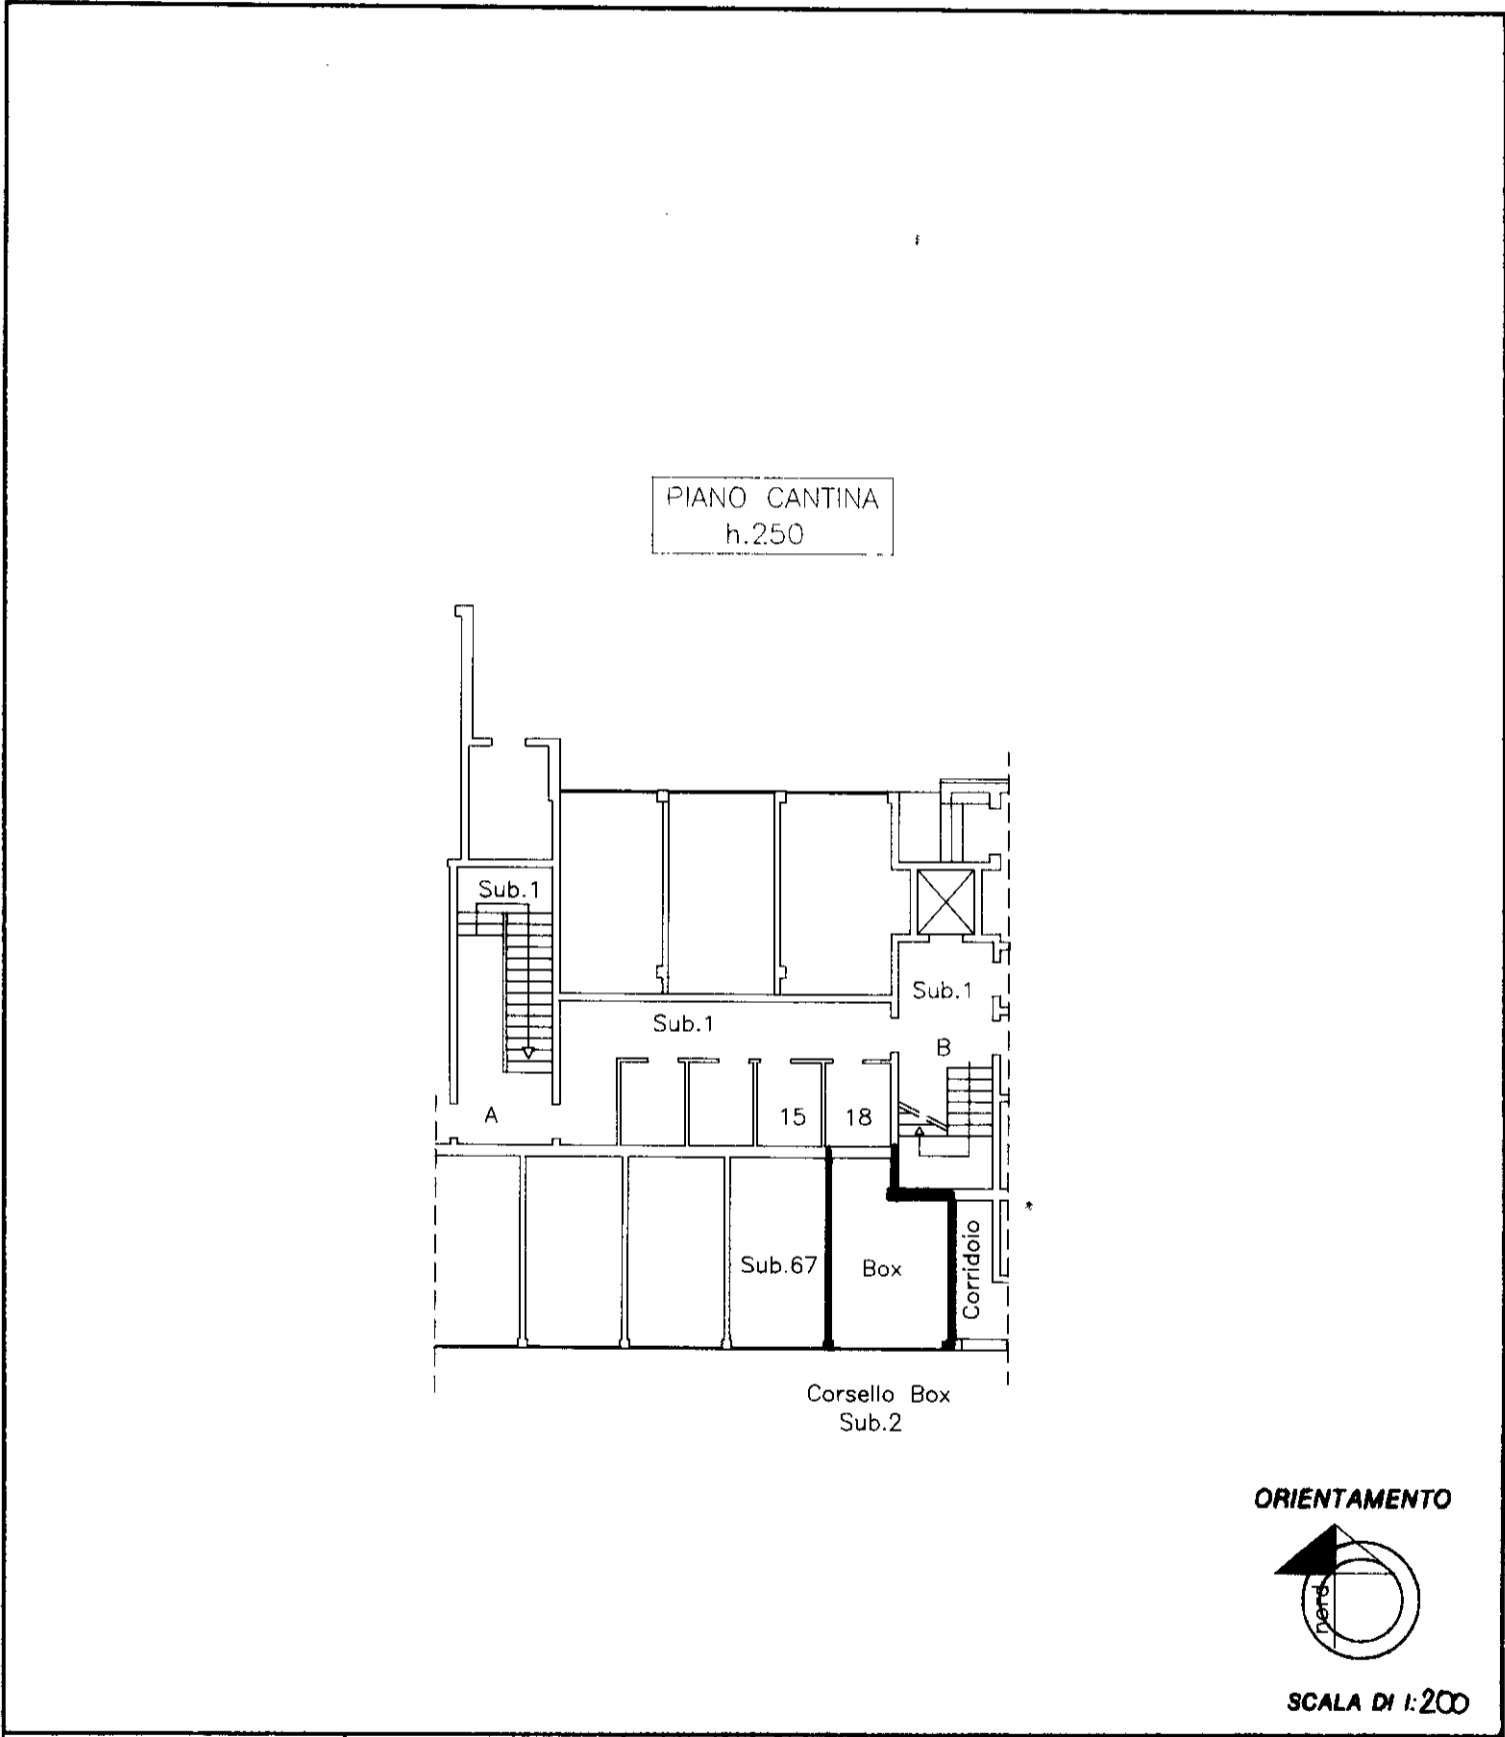 PIANO CANTINA
h.250
Sub.1
Sub.1
Sub.1
B
A
15
18
Sub.67
Box
Corridoio
Corsello Box
Sub.2
ORIENTAMENTO
nord
SCALA DI 1:200